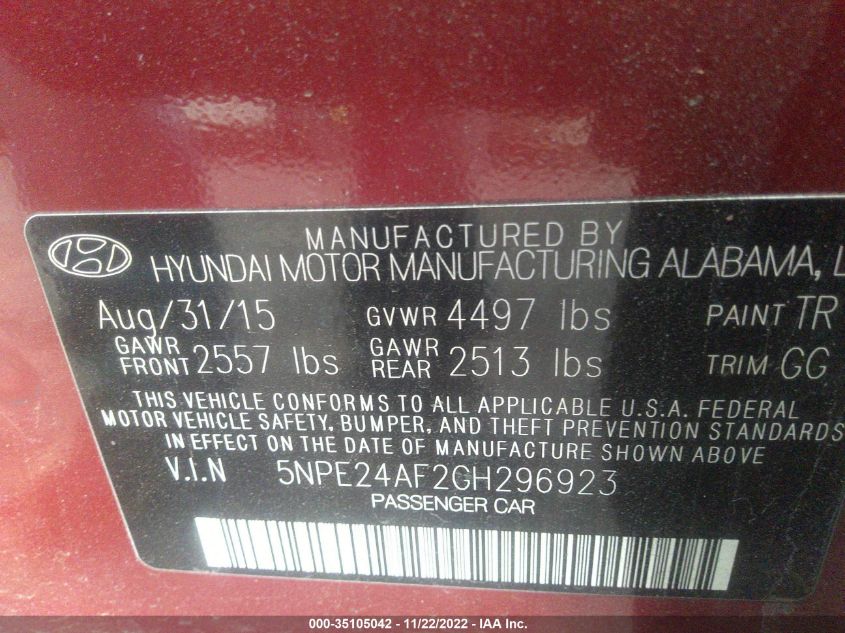 MANUFACTURED BY
HYUNDAI MOTOR MANUFACTURING ALABAMA, L
Aug/31/15 GVWR 4497 lbs PAINT TR
GAWR FRONT 2557 lbs GAWR REAR 2513 lbs TRIM GG
THIS VEHICLE CONFORMS TO ALL APPLICABLE U.S.A. FEDERAL
MOTOR VEHICLE SAFETY, BUMPER, AND THEFT PREVENTION STANDARDS
IN EFFECT ON THE DATE OF MANUFACTURE SHOWN ABOVE
V.I.N 5NPE24AF2GH296923
PASSENGER CAR
000-35105042 - 11/22/2022 - IAA Inc.